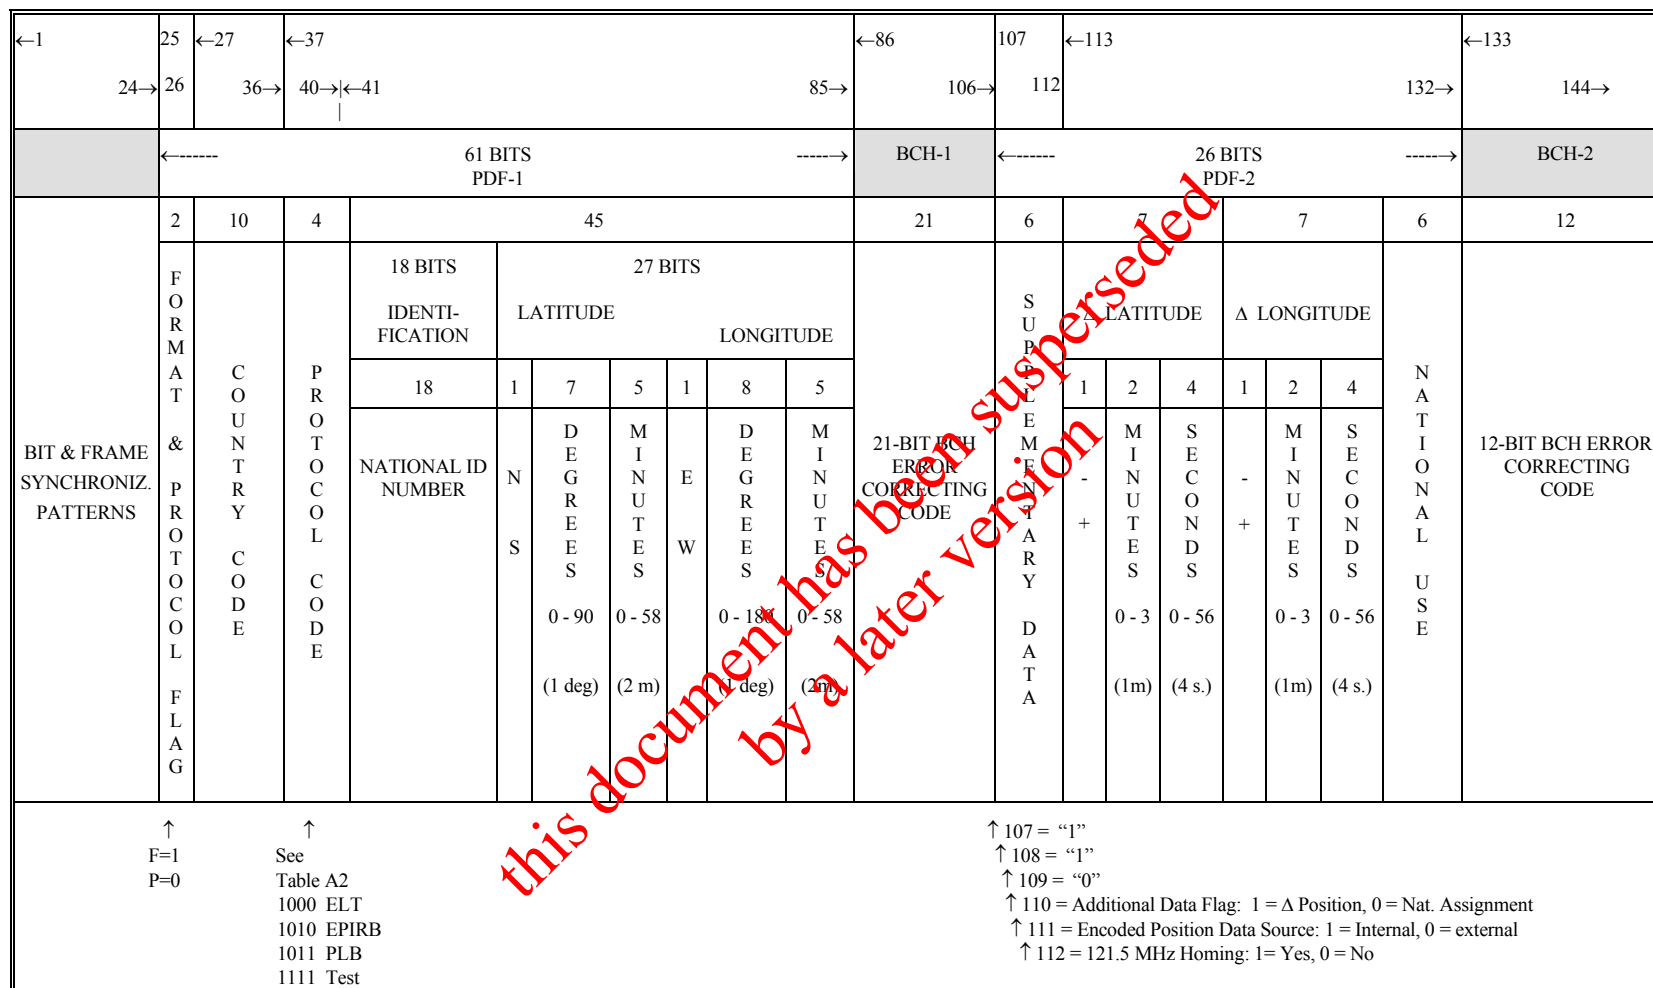 ←1 25 ←27 ←37 ←86 107 ←113 ←133
24→ 26 36→ 40→|←41 85→ 106→ 112 132→ 144→
|
←------ 61 BITS -----→ BCH-1 ←------ 26 BITS -----→ BCH-2
PDF-1 PDF-2
2 10 4 45 21 6 7 7 6 12
BIT & FRAME
SYNCHRONIZ.
PATTERNS
FORMAT & PROTOCOL FLAG
COUNTRY CODE
PROTOCOL CODE
18 BITS
IDENTI-
FICATION
18
NATIONAL ID
NUMBER
27 BITS
LATITUDE
LONGITUDE
1 7 5 1 8 5
N
S
DEGREES
0 - 90
(1 deg)
MINUTES
0 - 58
(2 m)
E
W
DEGREES
0 - 180
(1 deg)
MINUTES
0 - 58
(2m)
21-BIT BCH
ERROR
CORRECTING
CODE
SUPPLEMENTARY DATA
Δ LATITUDE
1 2 4
-
+
MINUTES
0 - 3
(1m)
SECONDS
0 - 56
(4 s.)
Δ LONGITUDE
1 2 4
-
+
MINUTES
0 - 3
(1m)
SECONDS
0 - 56
(4 s.)
NATIONAL USE
12-BIT BCH ERROR
CORRECTING
CODE
this document has been superseded
by a later version
↑
F=1
P=0
↑
See
Table A2
1000 ELT
1010 EPIRB
1011 PLB
1111 Test
↑ 107 = “1”
↑ 108 = “1”
↑ 109 = “0”
↑ 110 = Additional Data Flag: 1 = Δ Position, 0 = Nat. Assignment
↑ 111 = Encoded Position Data Source: 1 = Internal, 0 = external
↑ 112 = 121.5 MHz Homing: 1= Yes, 0 = No